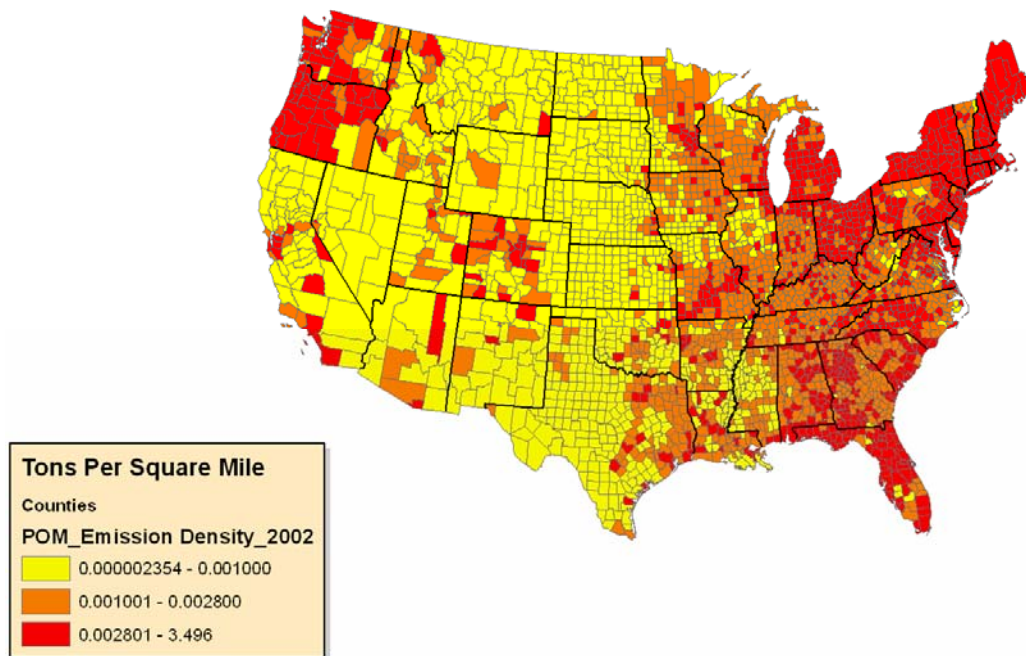 Tons Per Square Mile
Counties
POM_Emission Density_2002
0.000002354 - 0.001000
0.001001 - 0.002800
0.002801 - 3.496